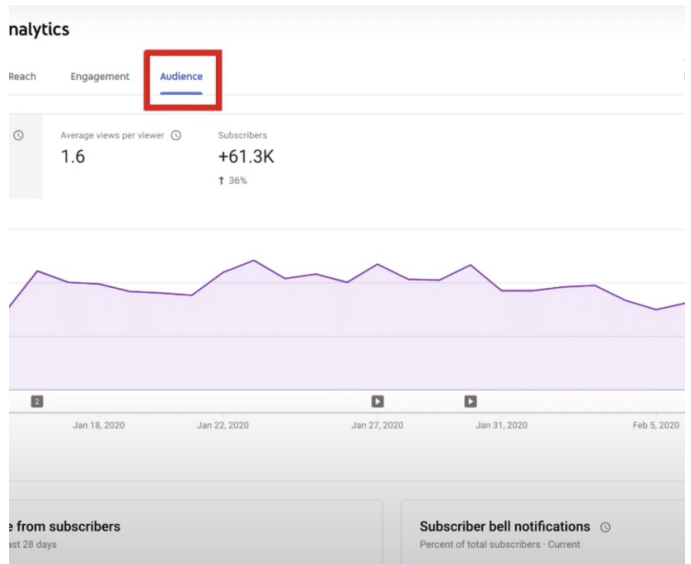 nalytics
Reach Engagement Audience
Average views per viewer Subscribers
1.6 +61.3K
↑ 36%
2
Jan 18, 2020 Jan 22, 2020 Jan 27, 2020 Jan 31, 2020 Feb 5, 2020
e from subscribers Subscriber bell notifications
ast 28 days Percent of total subscribers · Current